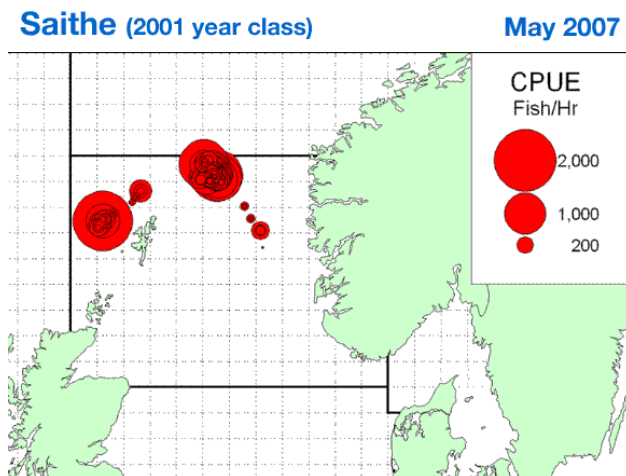 Saithe (2001 year class)
May 2007
CPUE
Fish/Hr
2,000
1,000
200